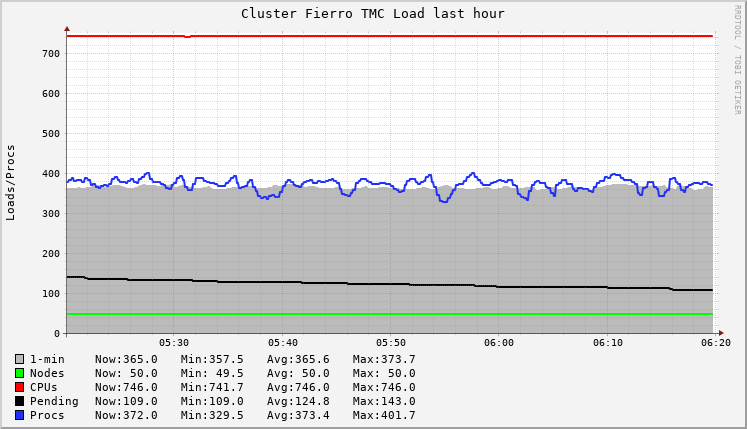 Cluster Fierro TMC Load last hour
RRDTOOL / TOBI OETIKER
Loads/Procs
700
600
500
400
300
200
100
0
05:30 05:40 05:50 06:00 06:10 06:20
1-min Now:365.0 Min:357.5 Avg:365.6 Max:373.7
Nodes Now: 50.0 Min: 49.5 Avg: 50.0 Max: 50.0
CPUs Now:746.0 Min:741.7 Avg:746.0 Max:746.0
Pending Now:109.0 Min:109.0 Avg:124.8 Max:143.0
Procs Now:372.0 Min:329.5 Avg:373.4 Max:401.7